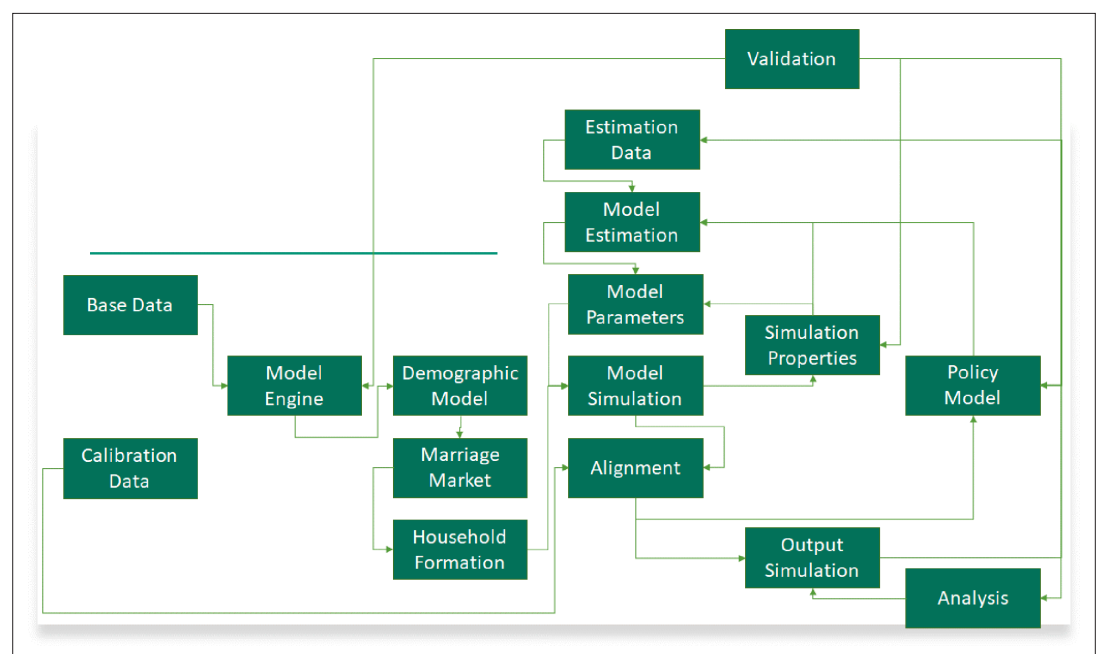 Validation
Estimation
Data
Model
Estimation
Base Data
Model
Parameters
Simulation
Properties
Model
Engine
Demographic
Model
Model
Simulation
Policy
Model
Calibration
Data
Marriage
Market
Alignment
Household
Formation
Output
Simulation
Analysis